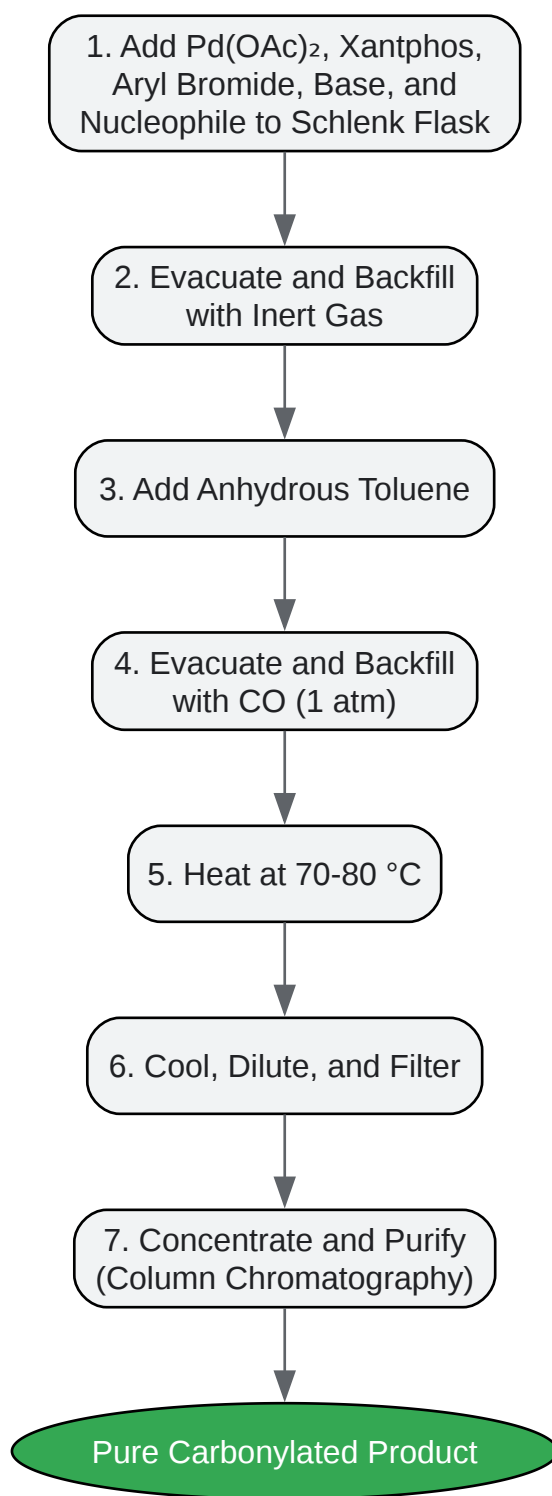 1. Add Pd(OAc)₂, Xantphos,
Aryl Bromide, Base, and
Nucleophile to Schlenk Flask
2. Evacuate and Backfill
with Inert Gas
3. Add Anhydrous Toluene
4. Evacuate and Backfill
with CO (1 atm)
5. Heat at 70-80 °C
6. Cool, Dilute, and Filter
7. Concentrate and Purify
(Column Chromatography)
Pure Carbonylated Product